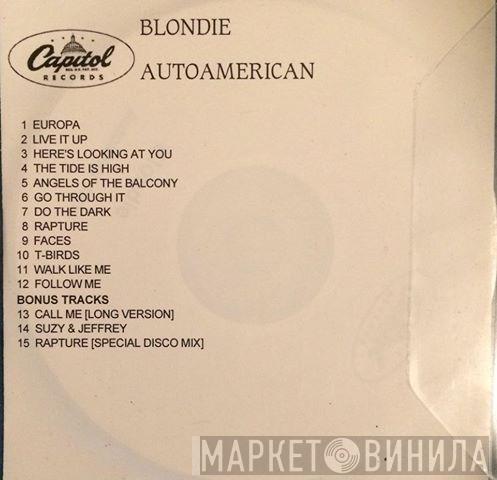 BLONDIE
Capitol
RECORDS
AUTOAMERICAN
1 EUROPA
2 LIVE IT UP
3 HERE'S LOOKING AT YOU
4 THE TIDE IS HIGH
5 ANGELS OF THE BALCONY
6 GO THROUGH IT
7 DO THE DARK
8 RAPTURE
9 FACES
10 T-BIRDS
11 WALK LIKE ME
12 FOLLOW ME
BONUS TRACKS
13 CALL ME [LONG VERSION]
14 SUZY & JEFFREY
15 RAPTURE [SPECIAL DISCO MIX]
МАРКЕТ ВИНИЛА